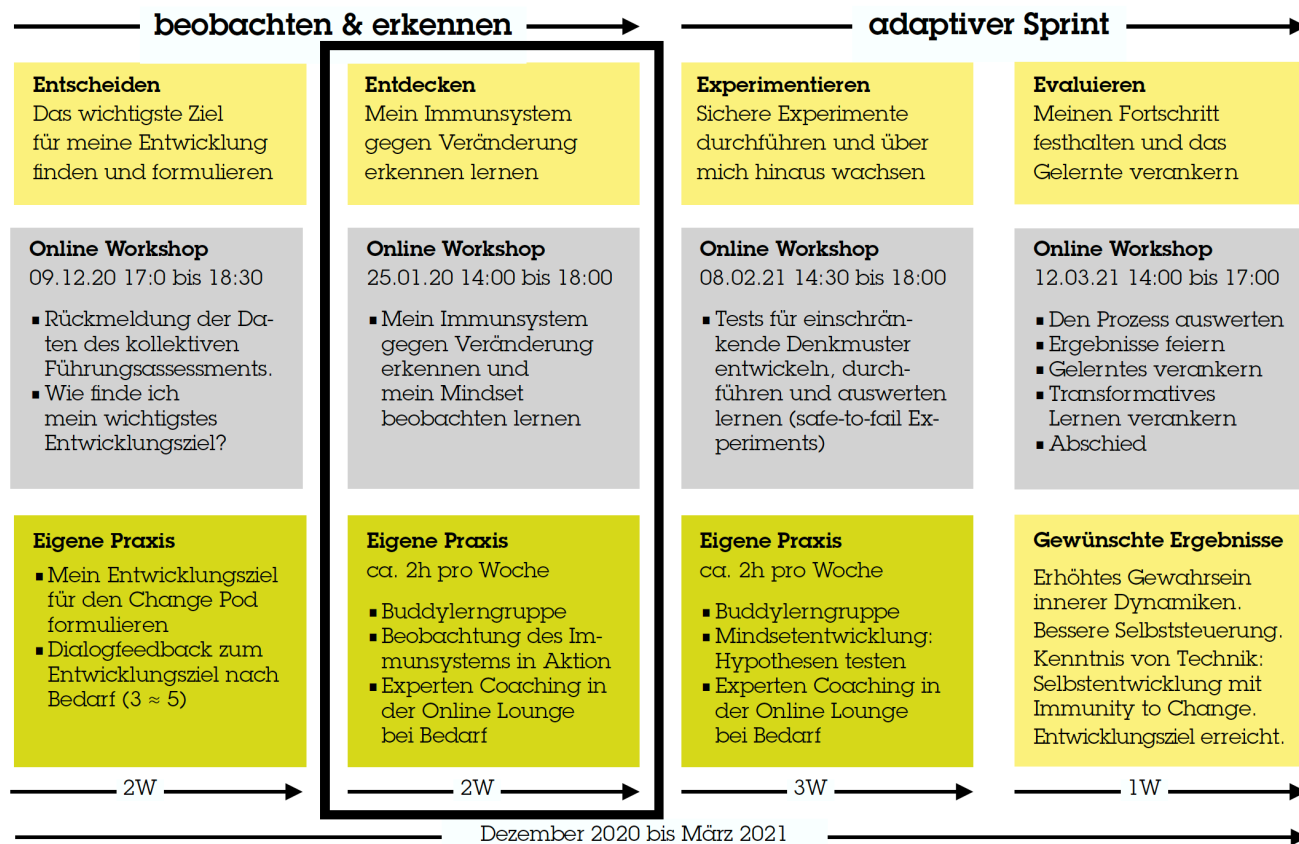 beobachten & erkennen
adaptiver Sprint
Entscheiden
Das wichtigste Ziel
für meine Entwicklung
finden und formulieren
Entdecken
Mein Immunsystem
gegen Veränderung
erkennen lernen
Experimentieren
Sichere Experimente
durchführen und über
mich hinaus wachsen
Evaluieren
Meinen Fortschritt
festhalten und das
Gelernte verankern
Online Workshop
09.12.20 17:0 bis 18:30
▪ Rückmeldung der Da-
ten des kollektiven
Führungsassessments.
▪ Wie finde ich
mein wichtigstes
Entwicklungsziel?
Online Workshop
25.01.20 14:00 bis 18:00
▪ Mein Immunsystem
gegen Veränderung
erkennen und
mein Mindset
beobachten lernen
Online Workshop
08.02.21 14:30 bis 18:00
▪ Tests für einschrän-
kende Denkmuster
entwickeln, durch-
führen und auswerten
lernen (safe-to-fail Ex-
periments)
Online Workshop
12.03.21 14:00 bis 17:00
▪ Den Prozess auswerten
▪ Ergebnisse feiern
▪ Gelerntes verankern
▪ Transformatives
Lernen verankern
▪ Abschied
Eigene Praxis
▪ Mein Entwicklungsziel
für den Change Pod
formulieren
▪ Dialogfeedback zum
Entwicklungsziel nach
Bedarf (3 ≈ 5)
Eigene Praxis
ca. 2h pro Woche
▪ Buddylerngruppe
▪ Beobachtung des Im-
munsystems in Aktion
▪ Experten Coaching in
der Online Lounge
bei Bedarf
Eigene Praxis
ca. 2h pro Woche
▪ Buddylerngruppe
▪ Mindsetentwicklung:
Hypothesen testen
▪ Experten Coaching in
der Online Lounge
bei Bedarf
Gewünschte Ergebnisse
Erhöhtes Gewahrsein
innerer Dynamiken.
Bessere Selbststeuerung.
Kenntnis von Technik:
Selbstentwicklung mit
Immunity to Change.
Entwicklungsziel erreicht.
2W
2W
3W
1W
Dezember 2020 bis März 2021